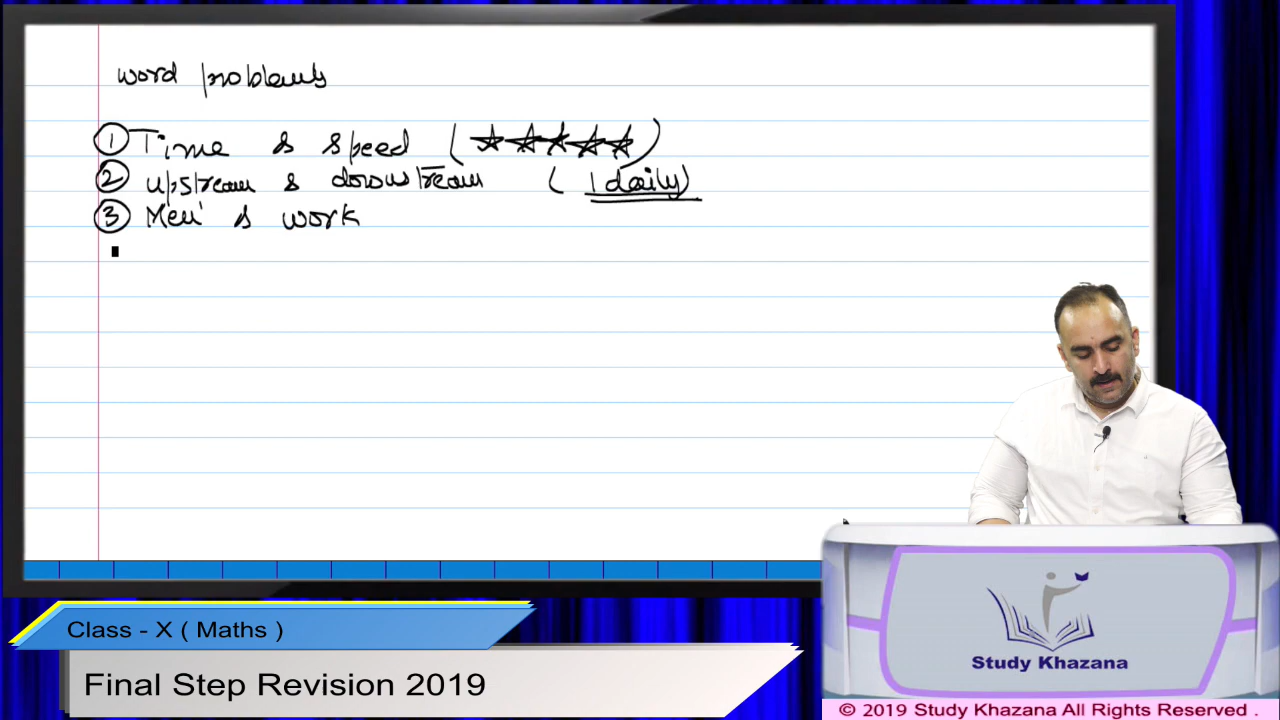 word problems
① Time & speed (☆☆☆☆☆)
② upstream & downstream (1 daily)
③ Men & work
Class - X ( Maths )
Final Step Revision 2019
Study Khazana
© 2019 Study Khazana All Rights Reserved .